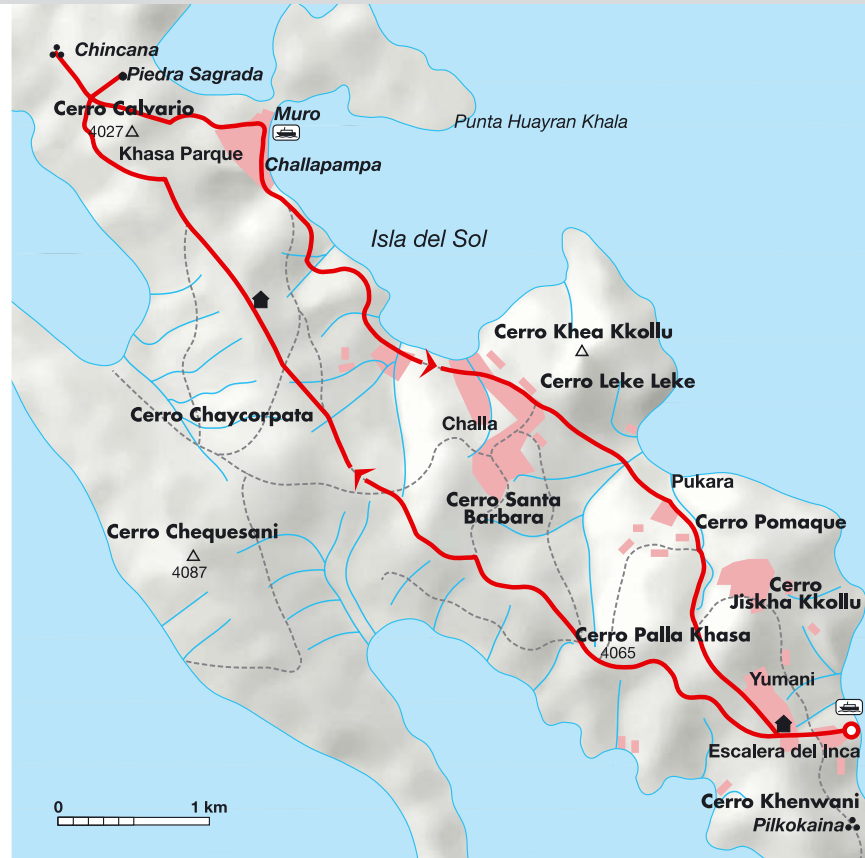 Chincana
Piedra Sagrada
Cerro Calvario
4027
Muro
Punta Huayran Khala
Khasa Parque
Challapampa
Isla del Sol
Cerro Khea Kkollu
Cerro Leke Leke
Cerro Chaycorpata
Challa
Pukara
Cerro Santa
Barbara
Cerro Pomaque
Cerro Chequesani
4087
Cerro
Jiskha Kkollu
Cerro Palla Khasa
4065
Yumani
Escalera del Inca
0 1 km
Cerro Khenwani
Pilkokaina